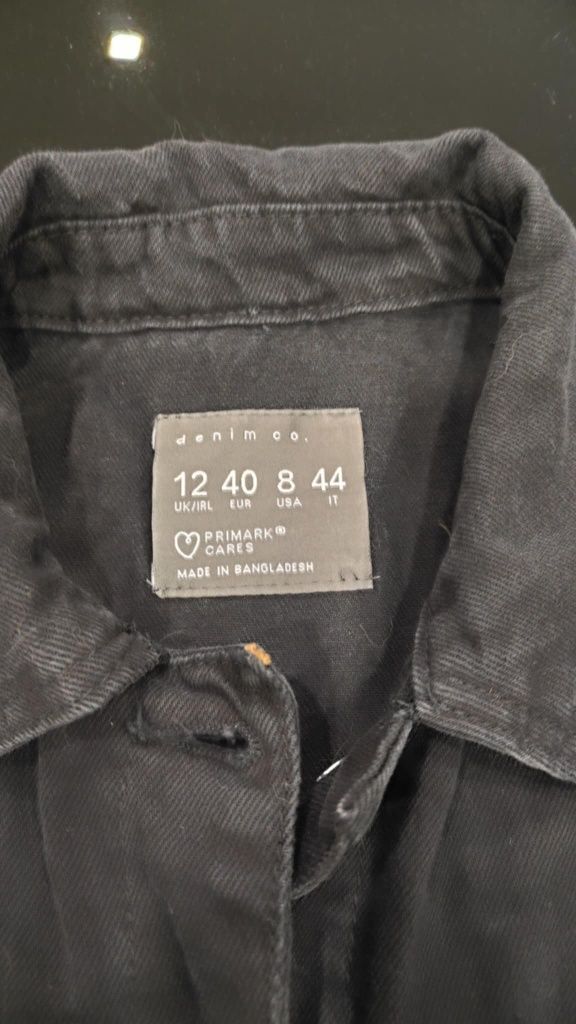 denim co.
12 40 8 44
UK/IRL EUR USA IT
PRIMARK®
CARES
MADE IN BANGLADESH